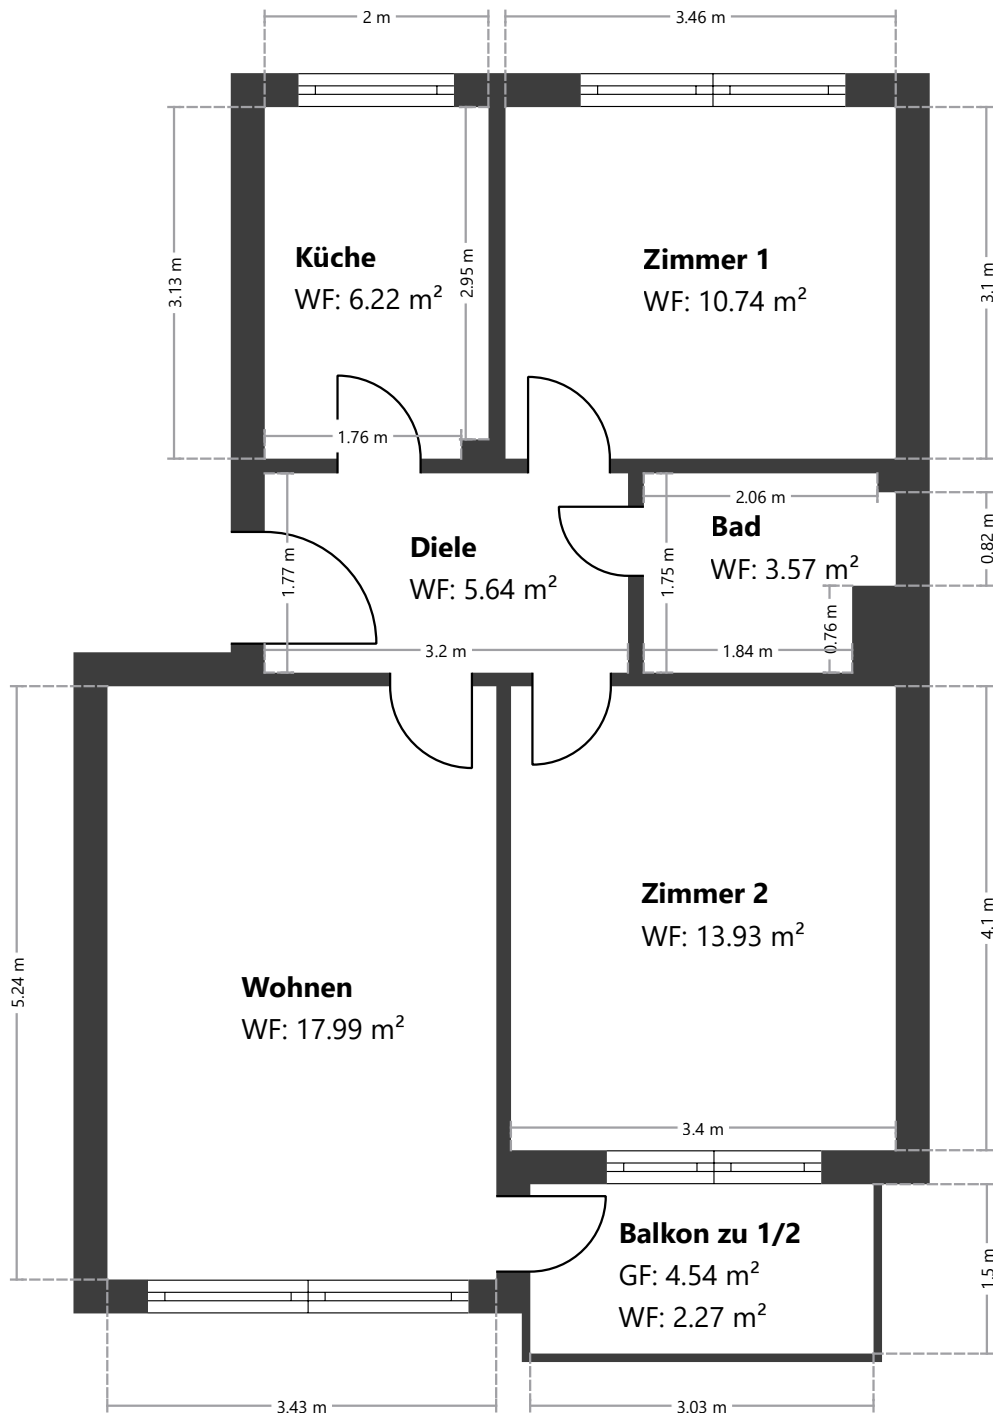 2 m
3.46 m
3.13 m
Küche
WF: 6.22 m²
2.95 m
Zimmer 1
WF: 10.74 m²
3.1 m
1.76 m
2.06 m
Bad
WF: 3.57 m²
0.82 m
Diele
WF: 5.64 m²
1.77 m
1.75 m
0.76 m
3.2 m
1.84 m
Zimmer 2
WF: 13.93 m²
4.1 m
5.24 m
Wohnen
WF: 17.99 m²
3.4 m
Balkon zu 1/2
GF: 4.54 m²
WF: 2.27 m²
1.5 m
3.43 m
3.03 m